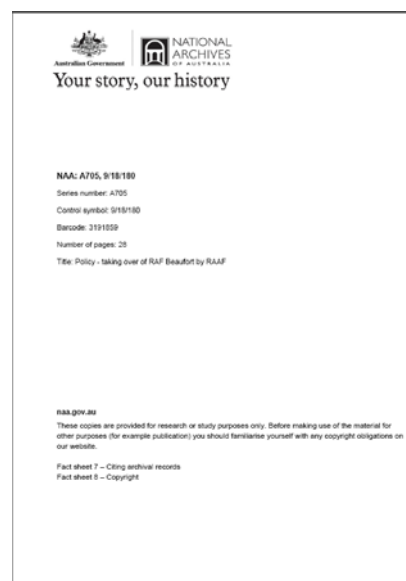 Australian Government
NATIONAL
ARCHIVES
OF AUSTRALIA
Your story, our history
NAA: A705, 9/18/180
Series number: A705
Control symbol: 9/18/180
Barcode: 3191859
Number of pages: 28
Title: Policy - taking over of RAF Beaufort by RAAF
naa.gov.au
These copies are provided for research or study purposes only. Before making use of the material for
other purposes (for example publication) you should familiarise yourself with any copyright obligations on
our website.
Fact sheet 7 – Citing archival records
Fact sheet 8 – Copyright